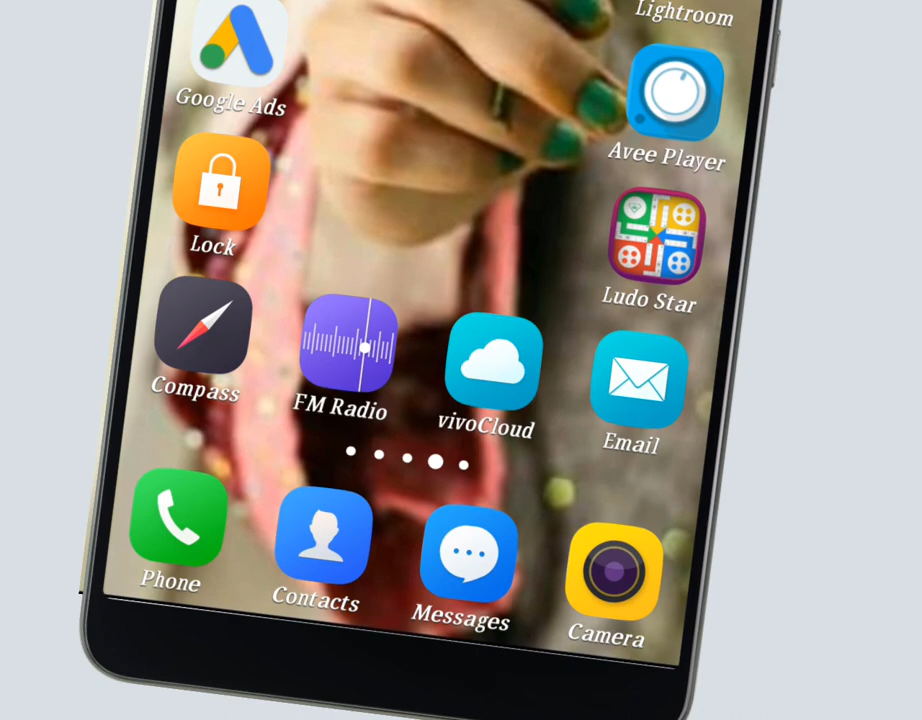 Lightroom
Google Ads
Avee Player
Lock
Ludo Star
Compass
FM Radio
vivoCloud
Email
Phone
Contacts
Messages
Camera